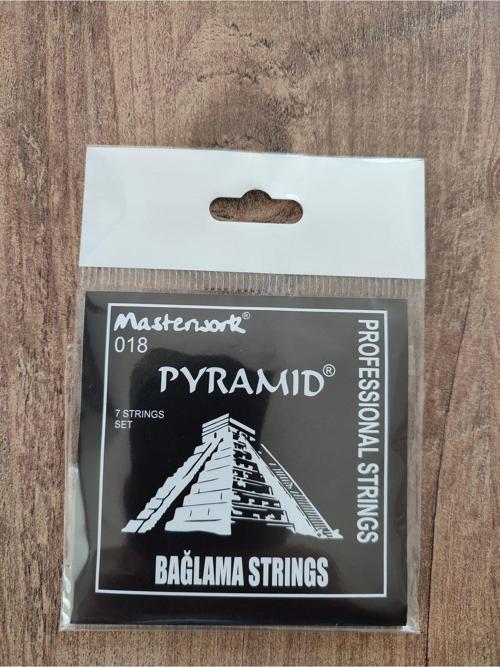 Masterwork®
018
PYRAMID®
7 STRINGS
SET
BAĞLAMA STRINGS
PROFESSIONAL STRINGS